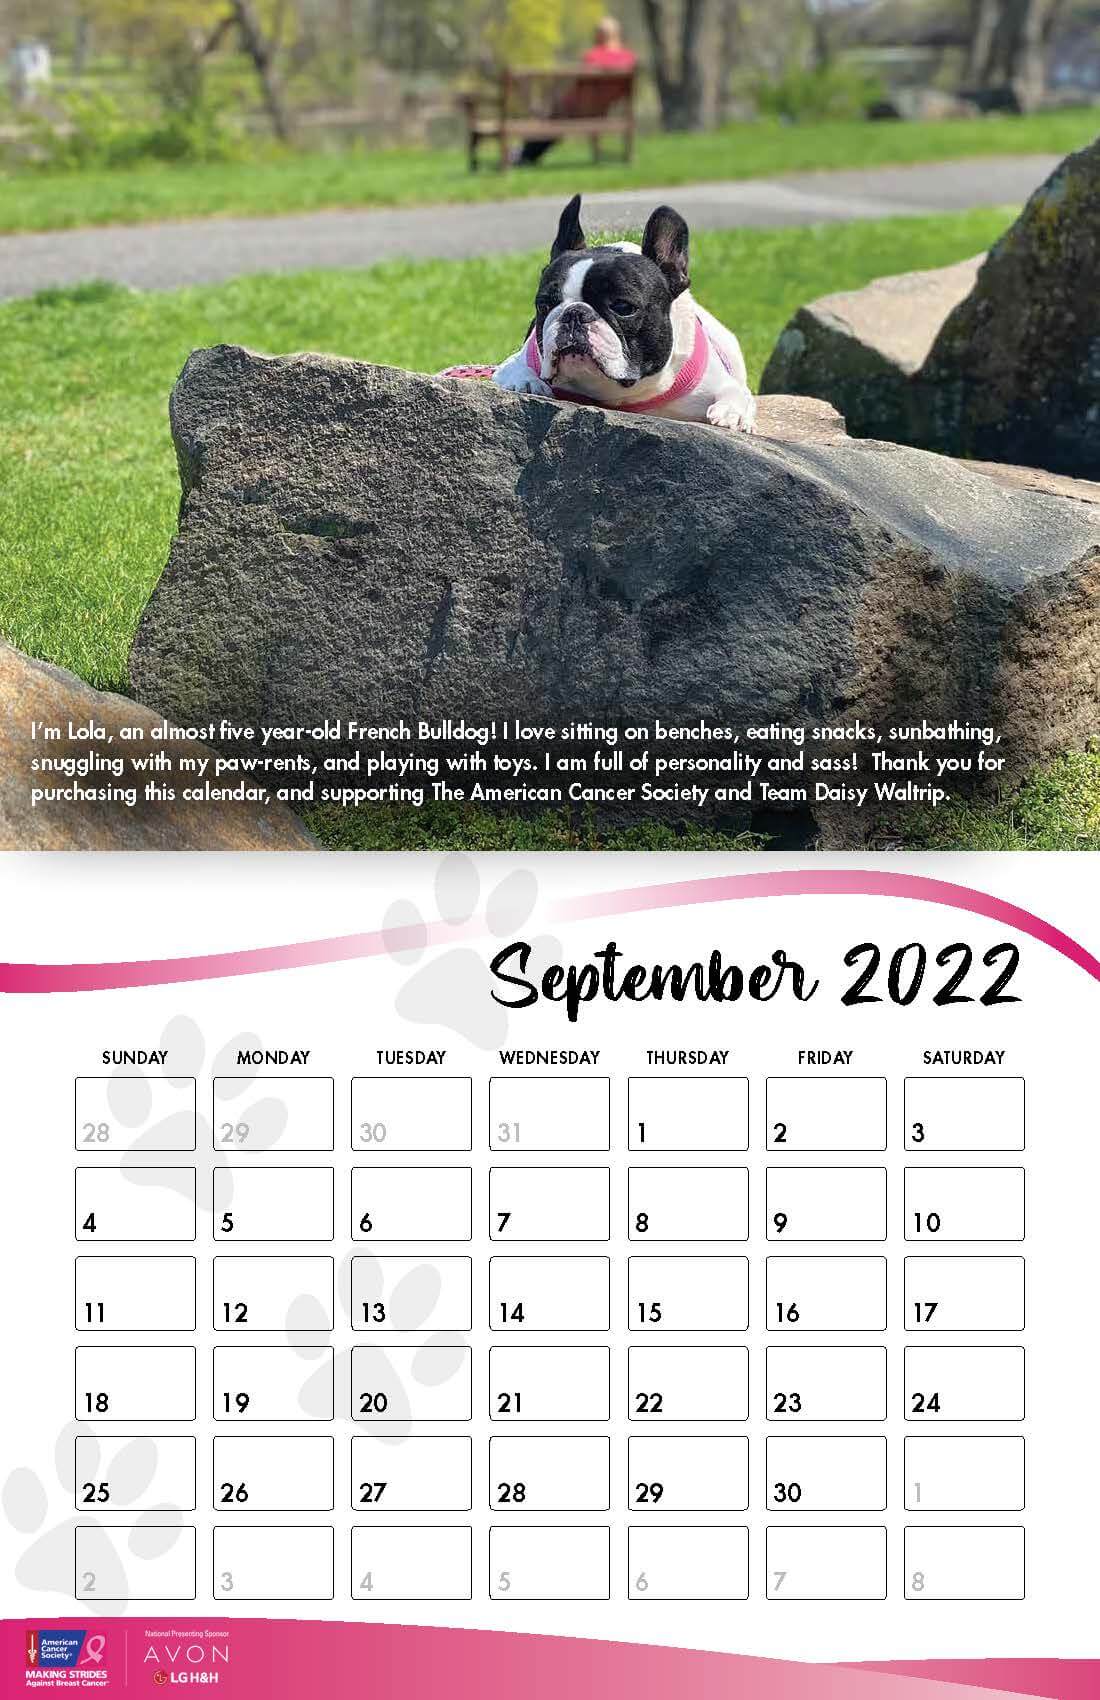 I'm Lola, an almost five year-old French Bulldog! I love sitting on benches, eating snacks, sunbathing,
snuggling with my paw-rents, and playing with toys. I am full of personality and sass!  Thank you for
purchasing this calendar, and supporting The American Cancer Society and Team Daisy Waltrip.
September 2022
SUNDAY MONDAY TUESDAY WEDNESDAY THURSDAY FRIDAY SATURDAY
28 29 30 31 1 2 3
4 5 6 7 8 9 10
11 12 13 14 15 16 17
18 19 20 21 22 23 24
25 26 27 28 29 30 1
2 3 4 5 6 7 8
American
Cancer
Society®
MAKING STRIDES
Against Breast Cancer®
National Presenting Sponsor
AVON
LG H&H